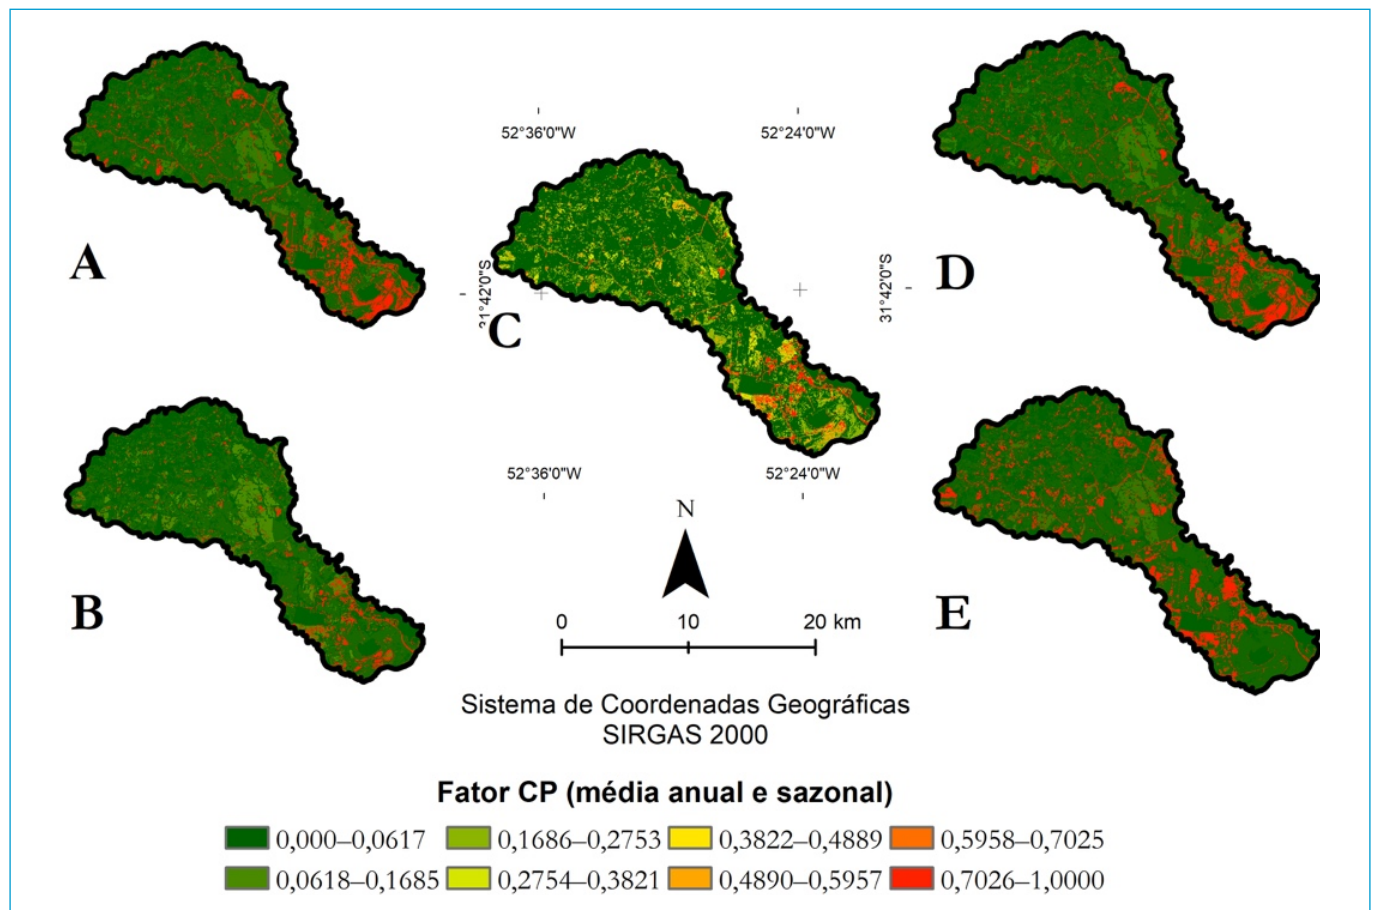 52°36'0"W
52°24'0"W
A
D
31°42'0"S
31°42'0"S
C
52°36'0"W
52°24'0"W
N
B
E
0
10
20 km
Sistema de Coordenadas Geográficas
SIRGAS 2000
Fator CP (média anual e sazonal)
0,000–0,0617
0,1686–0,2753
0,3822–0,4889
0,5958–0,7025
0,0618–0,1685
0,2754–0,3821
0,4890–0,5957
0,7026–1,0000